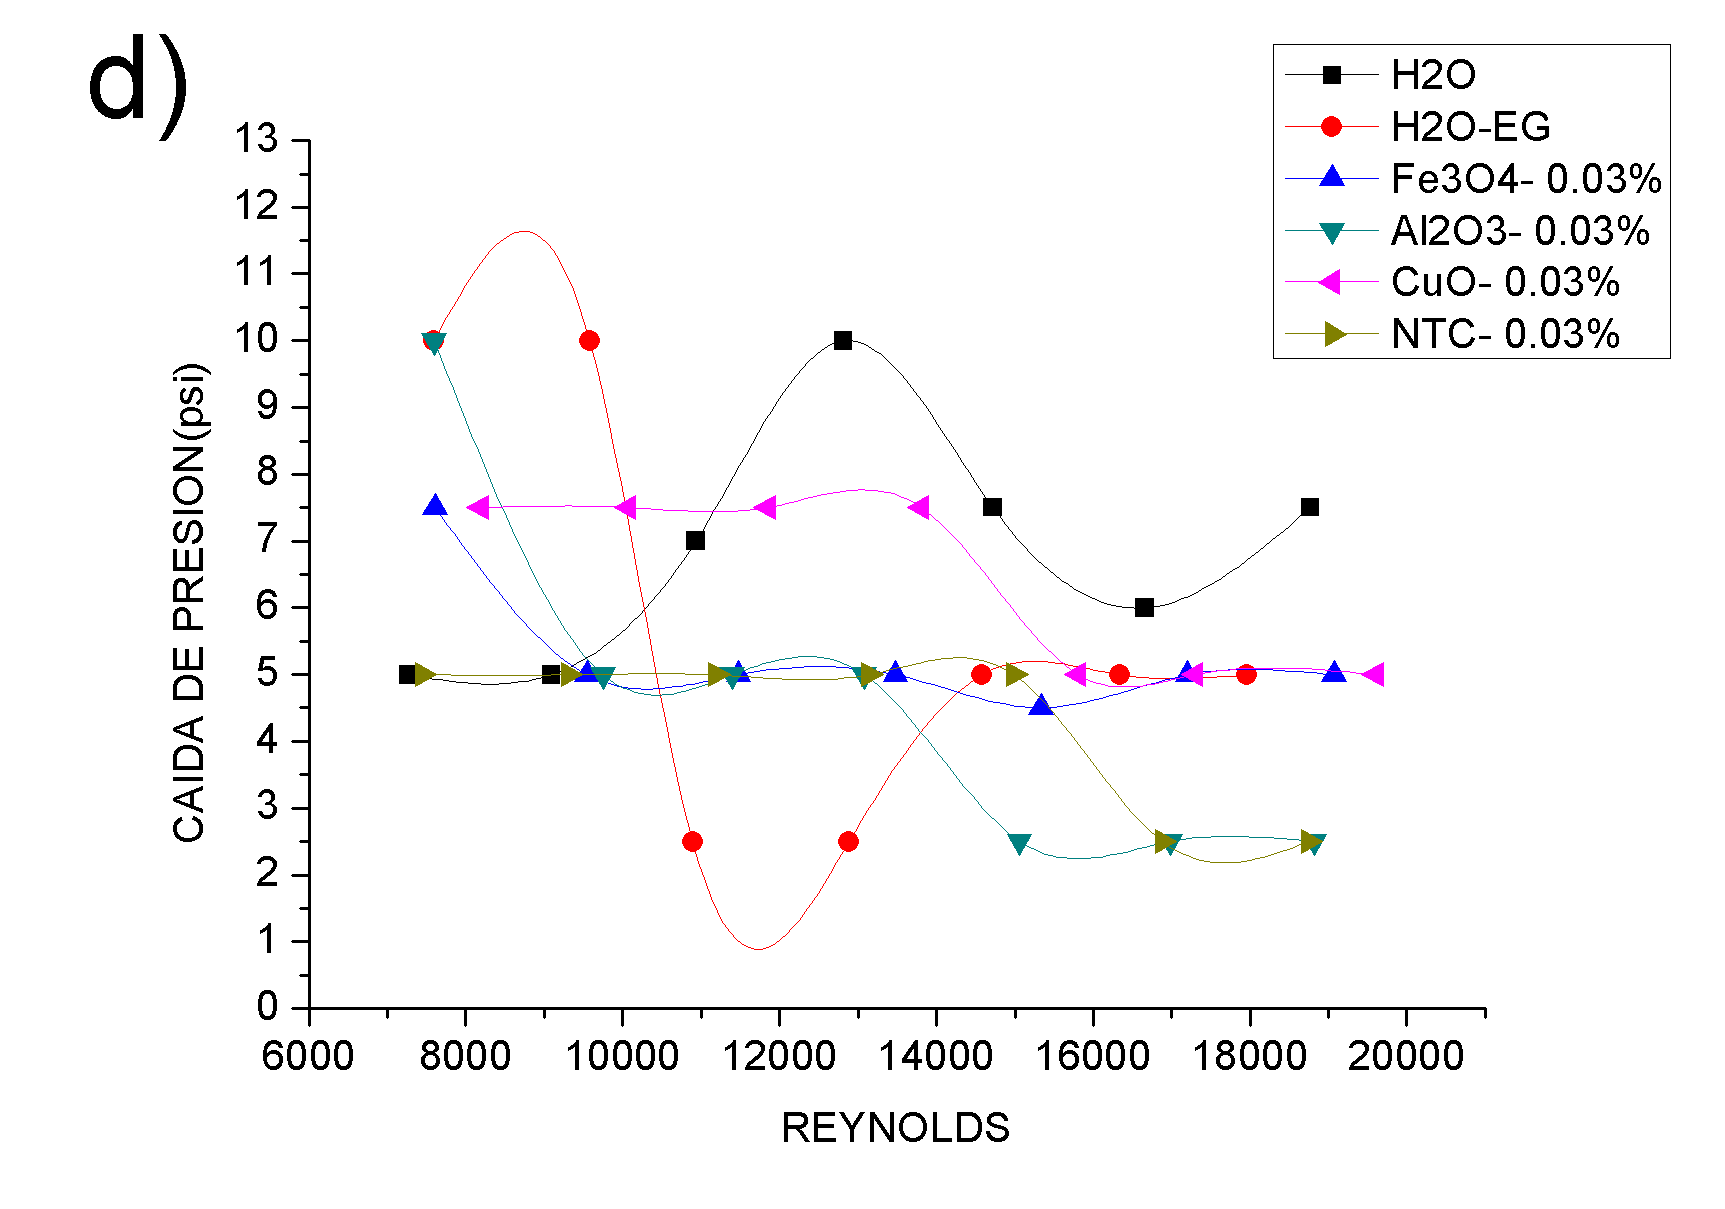 d)
H2O
H2O-EG
Fe3O4- 0.03%
Al2O3- 0.03%
CuO- 0.03%
NTC- 0.03%
13
12
11
10
9
8
7
6
5
4
3
2
1
0
CAIDA DE PRESION(psi)
6000 8000 10000 12000 14000 16000 18000 20000
REYNOLDS